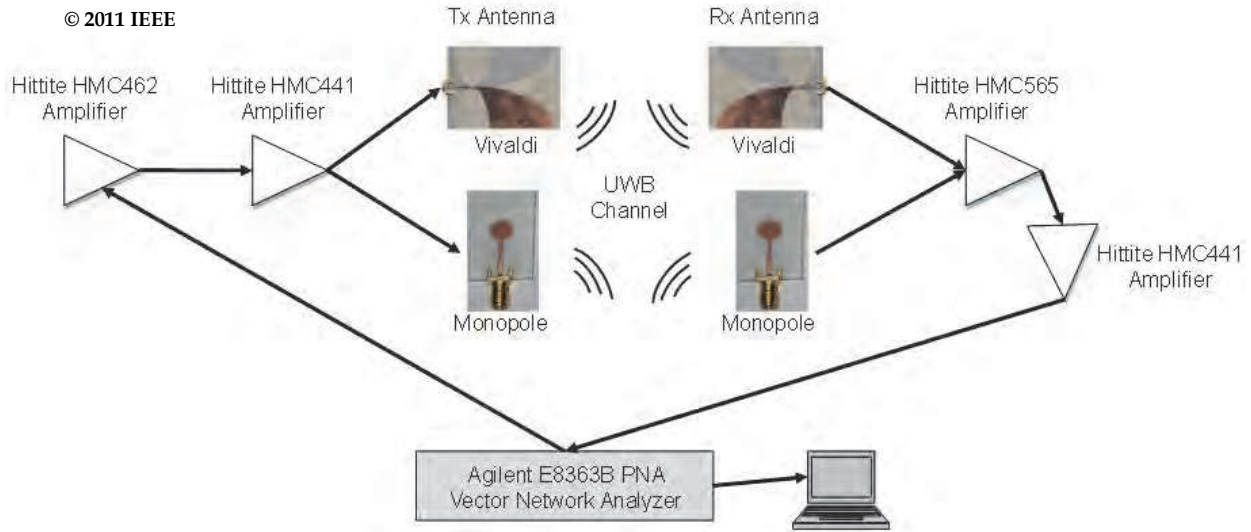 © 2011 IEEE
Tx Antenna
Rx Antenna
Hittite HMC462
Amplifier
Hittite HMC441
Amplifier
Vivaldi
Vivaldi
Hittite HMC565
Amplifier
UWB
Channel
Monopole
Monopole
Hittite HMC441
Amplifier
Agilent E8363B PNA
Vector Network Analyzer